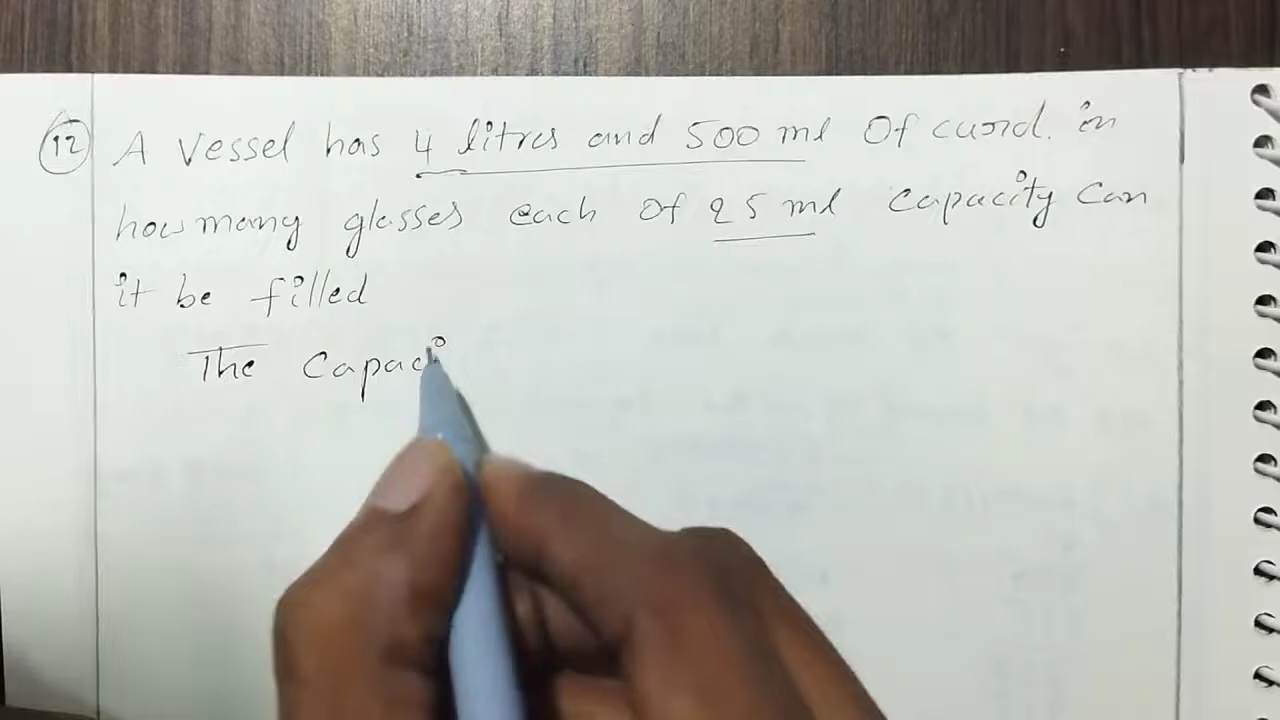 12 A vessel has 4 litres and 500 ml of curd. in
how many glasses each of 25 ml capacity can
it be filled
The Capaci